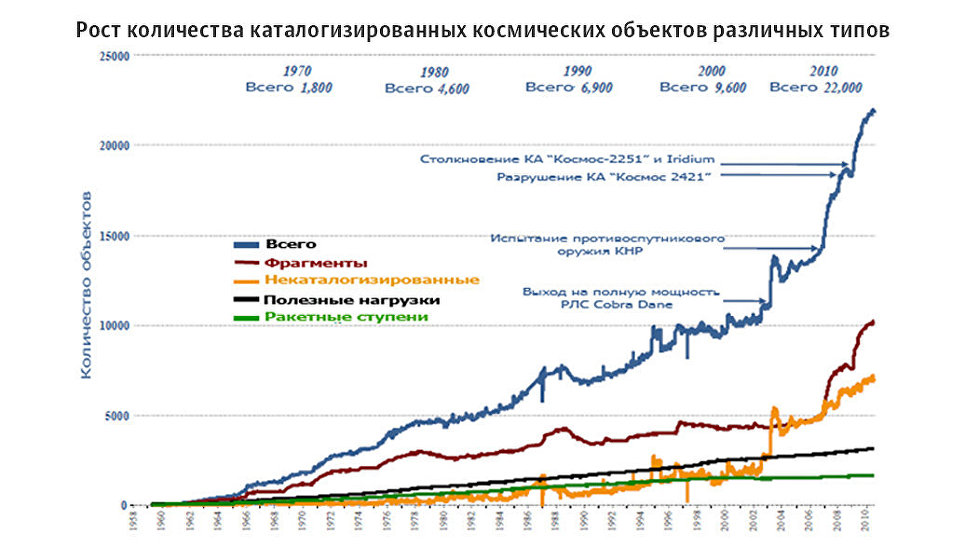 Рост количества каталогизированных космических объектов различных типов
25000
1970
Всего 1,800
1980
Всего 4,600
1990
Всего 6,900
2000
Всего 9,600
2010
Всего 22,000
20000
Столкновение КА “Космос-2251” и Iridium
Разрушение КА “Космос 2421”
Количество объектов
15000
Испытание противоспутникового
оружия КНР
Всего
Фрагменты
Некаталогизированные
Полезные нагрузки
Ракетные ступени
Выход на полную мощность
РЛС Cobra Dane
10000
5000
0
1958
1960
1962
1964
1966
1968
1970
1972
1974
1976
1978
1980
1982
1984
1986
1988
1990
1992
1994
1996
1998
2000
2002
2004
2006
2008
2010